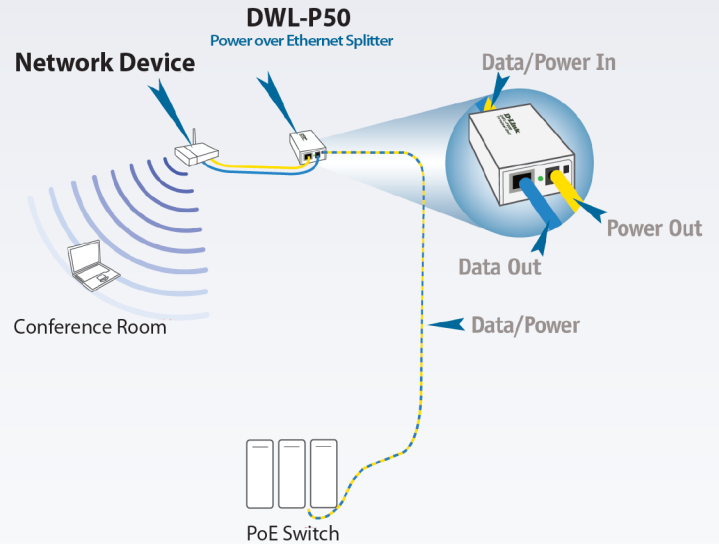 DWL-P50
Power over Ethernet Splitter
Network Device
Data/Power In
D-Link
Power Out
Data Out
Conference Room
Data/Power
PoE Switch